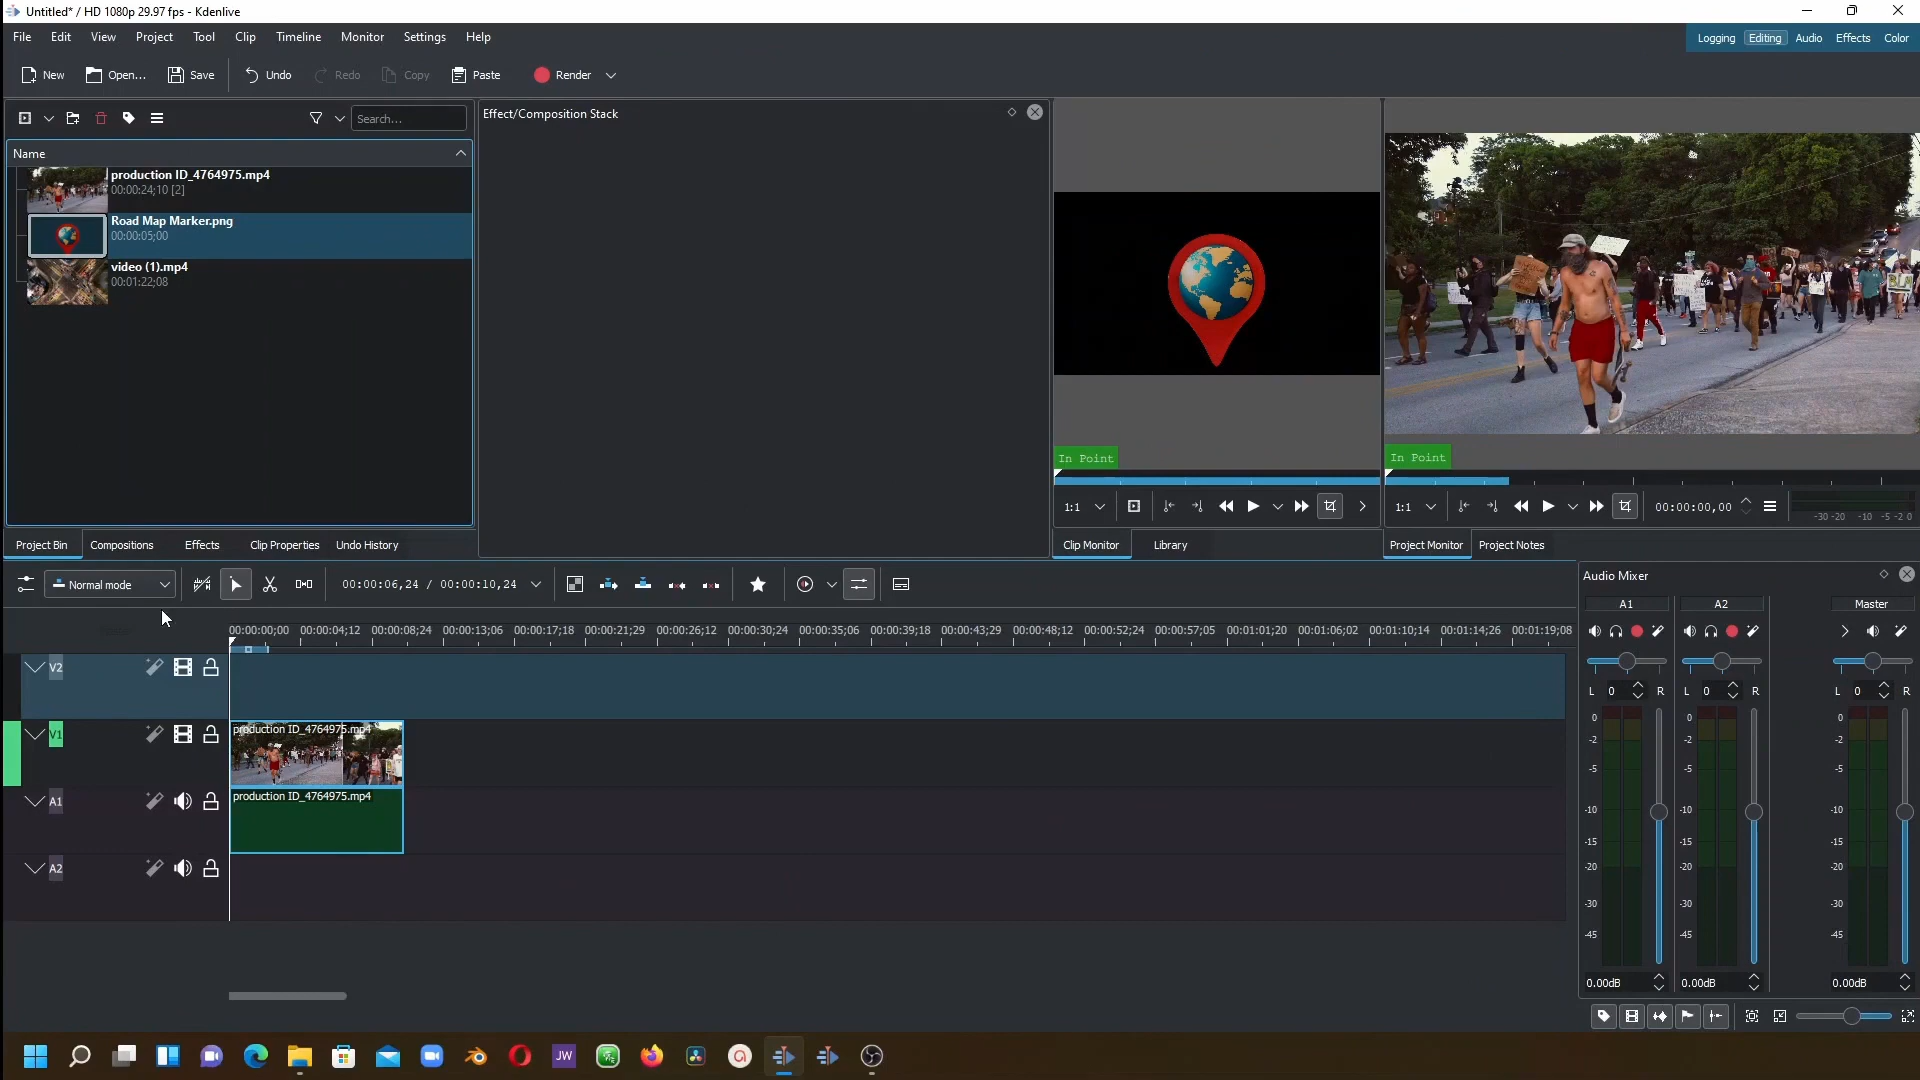 Untitled* / HD 1080p 29.97 fps - Kdenlive
File Edit View Project Tool Clip Timeline Monitor Settings Help
Logging Editing Audio Effects Color
New Open... Save Undo Redo Copy Paste Render
Search...
Effect/Composition Stack
Name
production ID_4764975.mp4
00:00:24;10 [2]
Road Map Marker.png
00:00:05;00
video (1).mp4
00:01:22;08
In Point
In Point
1:1
1:1 00:00:00,00 -30 -20 -10 -5 -2 0
Project Bin Compositions Effects Clip Properties Undo History
Clip Monitor Library Project Monitor Project Notes
Normal mode 00:00:06,24 / 00:00:10,24
Audio Mixer
A1 A2 Master
00:00:00;00 00:00:04;12 00:00:08;24 00:00:13;06 00:00:17;18 00:00:21;29 00:00:26;12 00:00:30;24 00:00:35;06 00:00:39;18 00:00:43;29 00:00:48;12 00:00:52;24 00:00:57;05 00:01:01;20 00:01:06;02 00:01:10;14 00:01:14;26 00:01:19;08
V2
L 0 R L 0 R L 0 R
V1
production ID_4764975.mp4
A1
production ID_4764975.mp4
A2
0 0 0
-2 -2 -2
-5 -5 -5
-10 -10 -10
-15 -15 -15
-20 -20 -20
-30 -30 -30
-45 -45 -45
0.00dB 0.00dB 0.00dB
JW